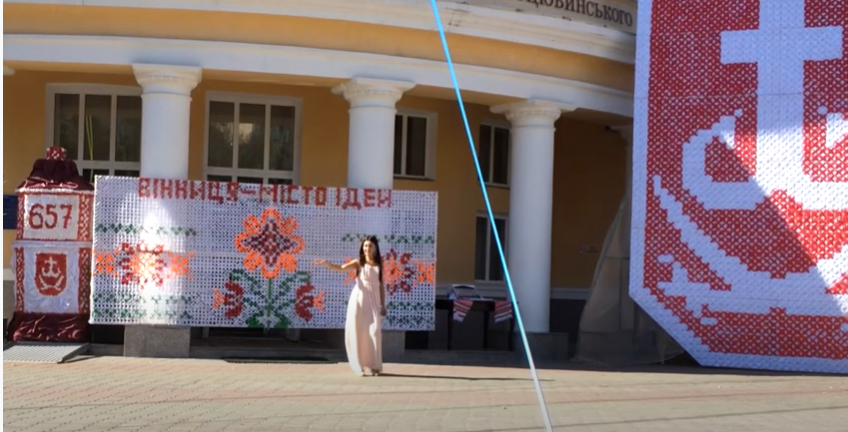 ЦЮБИНСЬКОГО
ВІННИЦЯ-МІСТО ІДЕЙ
657